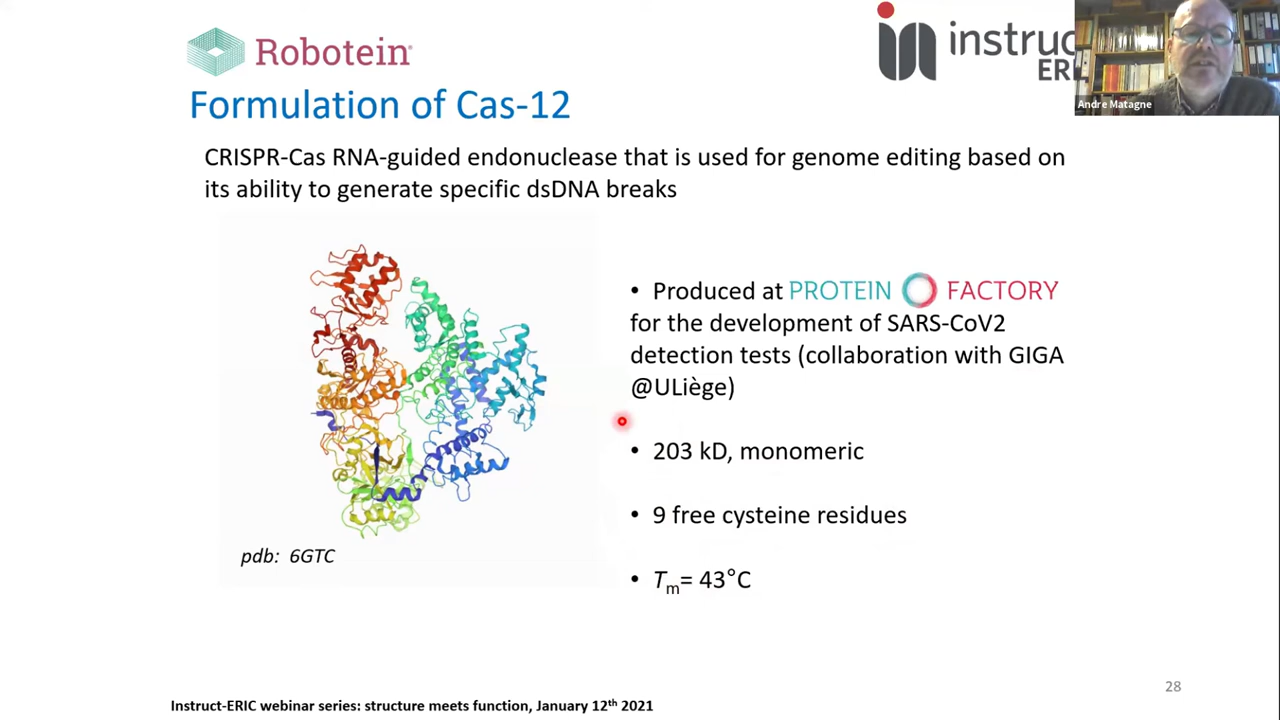 Robotein®
instruc
ERI
Andre Matagne
Formulation of Cas-12
CRISPR-Cas RNA-guided endonuclease that is used for genome editing based on
its ability to generate specific dsDNA breaks
• Produced at PROTEIN FACTORY
for the development of SARS-CoV2
detection tests (collaboration with GIGA
@ULiège)
• 203 kD, monomeric
• 9 free cysteine residues
• Tm= 43°C
pdb: 6GTC
28
Instruct-ERIC webinar series: structure meets function, January 12th 2021